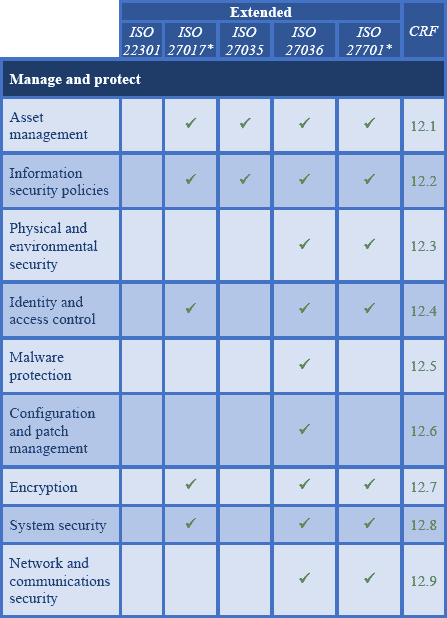 Extended
ISO 22301 ISO 27017* ISO 27035 ISO 27036 ISO 27701* CRF
Manage and protect
Asset management ✓ ✓ ✓ ✓ 12.1
Information security policies ✓ ✓ ✓ ✓ 12.2
Physical and environmental security ✓ ✓ 12.3
Identity and access control ✓ ✓ ✓ 12.4
Malware protection ✓ 12.5
Configuration and patch management ✓ 12.6
Encryption ✓ ✓ ✓ 12.7
System security ✓ ✓ ✓ 12.8
Network and communications security ✓ ✓ 12.9